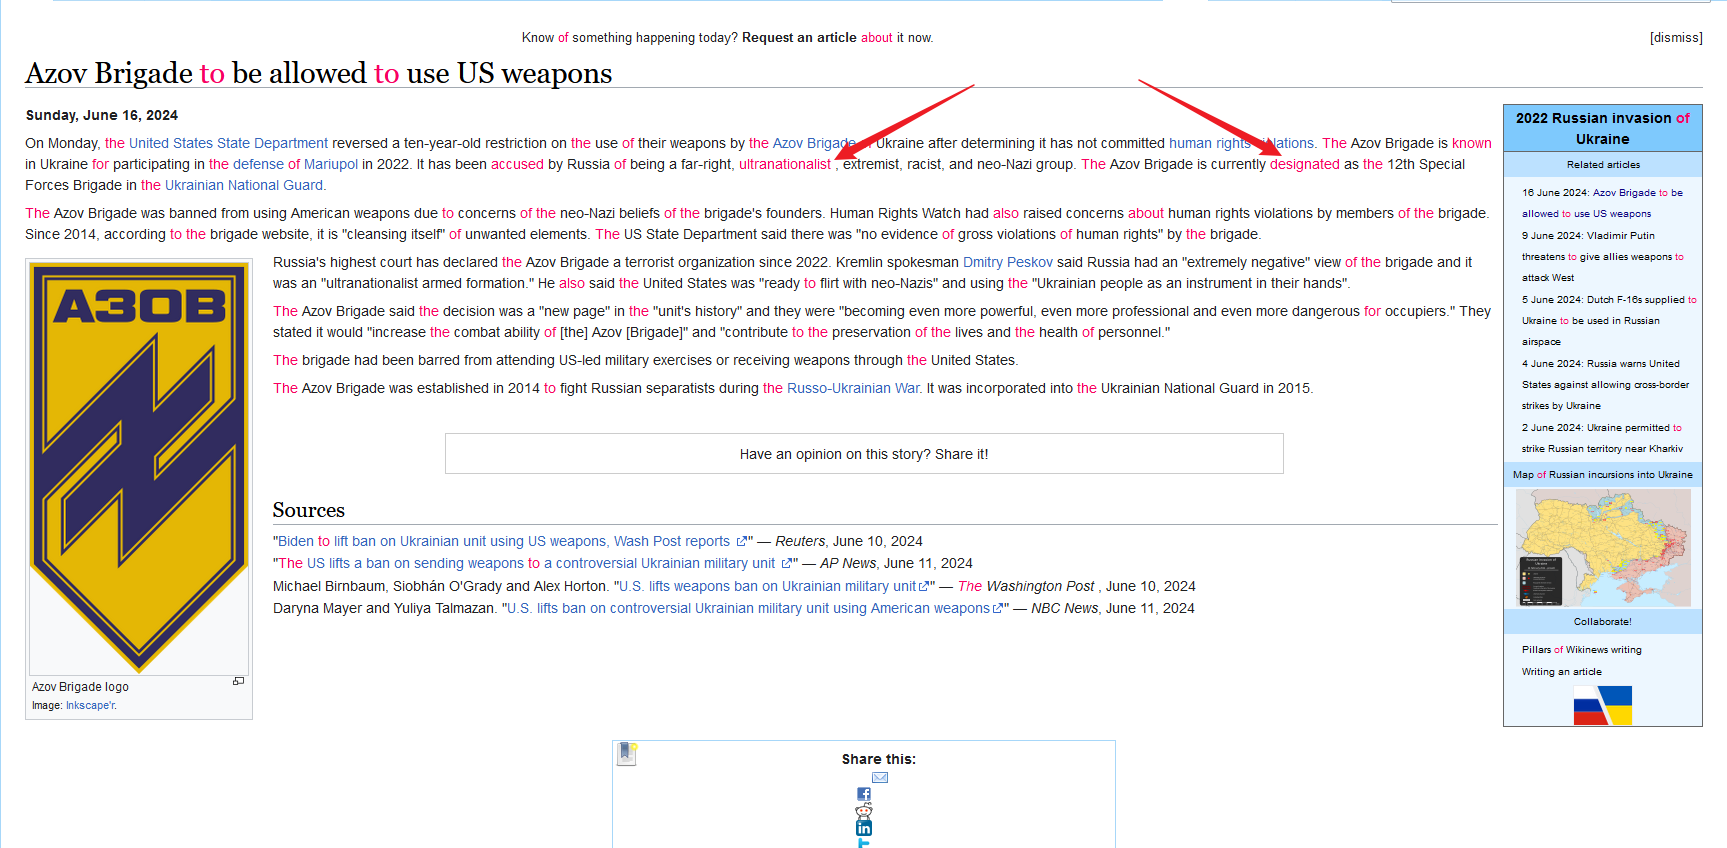 Know of something happening today? Request an article about it now.
[dismiss]
Azov Brigade to be allowed to use US weapons
Sunday, June 16, 2024
On Monday, the United States State Department reversed a ten-year-old restriction on the use of their weapons by the Azov Brigade Ukraine after determining it has not committed human rights The Azov Brigade is known
in Ukraine for participating in the defense of Mariupol in 2022. It has been accused by Russia of being a far-right, ultranationalist , extremist, racist, and neo-Nazi group. The Azov Brigade is currently designated as the 12th Special
Forces Brigade in the Ukrainian National Guard.
The Azov Brigade was banned from using American weapons due to concerns of the neo-Nazi beliefs of the brigade's founders. Human Rights Watch had also raised concerns about human rights violations by members of the brigade.
Since 2014, according to the brigade website, it is "cleansing itself" of unwanted elements. The US State Department said there was "no evidence of gross violations of human rights" by the brigade.
Russia's highest court has declared the Azov Brigade a terrorist organization since 2022. Kremlin spokesman Dmitry Peskov said Russia had an "extremely negative" view of the brigade and it
was an "ultranationalist armed formation." He also said the United States was "ready to flirt with neo-Nazis" and using the "Ukrainian people as an instrument in their hands".
The Azov Brigade said the decision was a "new page" in the "unit's history" and they were "becoming even more powerful, even more professional and even more dangerous for occupiers." They
stated it would "increase the combat ability of [the] Azov [Brigade]" and "contribute to the preservation of the lives and the health of personnel."
The brigade had been barred from attending US-led military exercises or receiving weapons through the United States.
The Azov Brigade was established in 2014 to fight Russian separatists during the Russo-Ukrainian War. It was incorporated into the Ukrainian National Guard in 2015.
АЗОВ
Azov Brigade logo
Image: Inkscape'r.
Have an opinion on this story? Share it!
Sources
"Biden to lift ban on Ukrainian unit using US weapons, Wash Post reports" — Reuters, June 10, 2024
"The US lifts a ban on sending weapons to a controversial Ukrainian military unit" — AP News, June 11, 2024
Michael Birnbaum, Siobhán O'Grady and Alex Horton. "U.S. lifts weapons ban on Ukrainian military unit" — The Washington Post , June 10, 2024
Daryna Mayer and Yuliya Talmazan. "U.S. lifts ban on controversial Ukrainian military unit using American weapons" — NBC News, June 11, 2024
2022 Russian invasion of
Ukraine
Related articles
16 June 2024: Azov Brigade to be
allowed to use US weapons
9 June 2024: Vladimir Putin
threatens to give allies weapons to
attack West
5 June 2024: Dutch F-16s supplied to
Ukraine to be used in Russian
airspace
4 June 2024: Russia warns United
States against allowing cross-border
strikes by Ukraine
2 June 2024: Ukraine permitted to
strike Russian territory near Kharkiv
Map of Russian incursions into Ukraine
Collaborate!
Pillars of Wikinews writing
Writing an article
Share this: